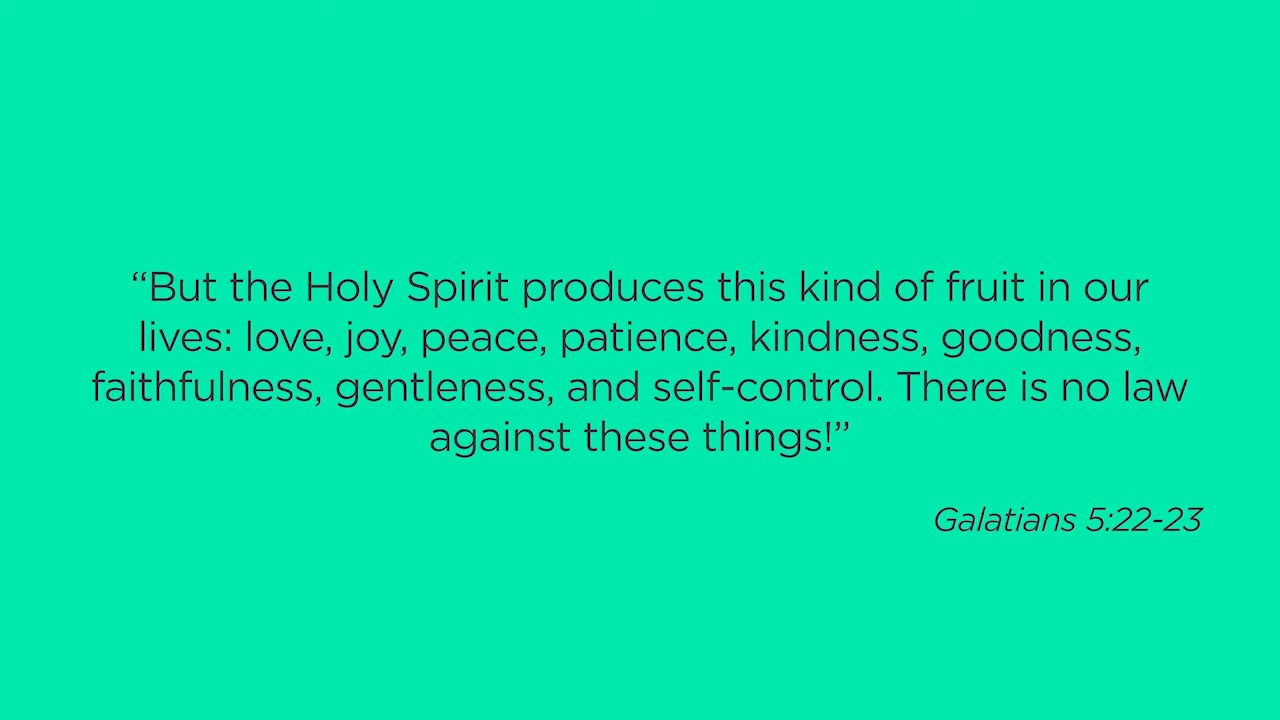 “But the Holy Spirit produces this kind of fruit in our
lives: love, joy, peace, patience, kindness, goodness,
faithfulness, gentleness, and self-control. There is no law
against these things!”
Galatians 5:22-23